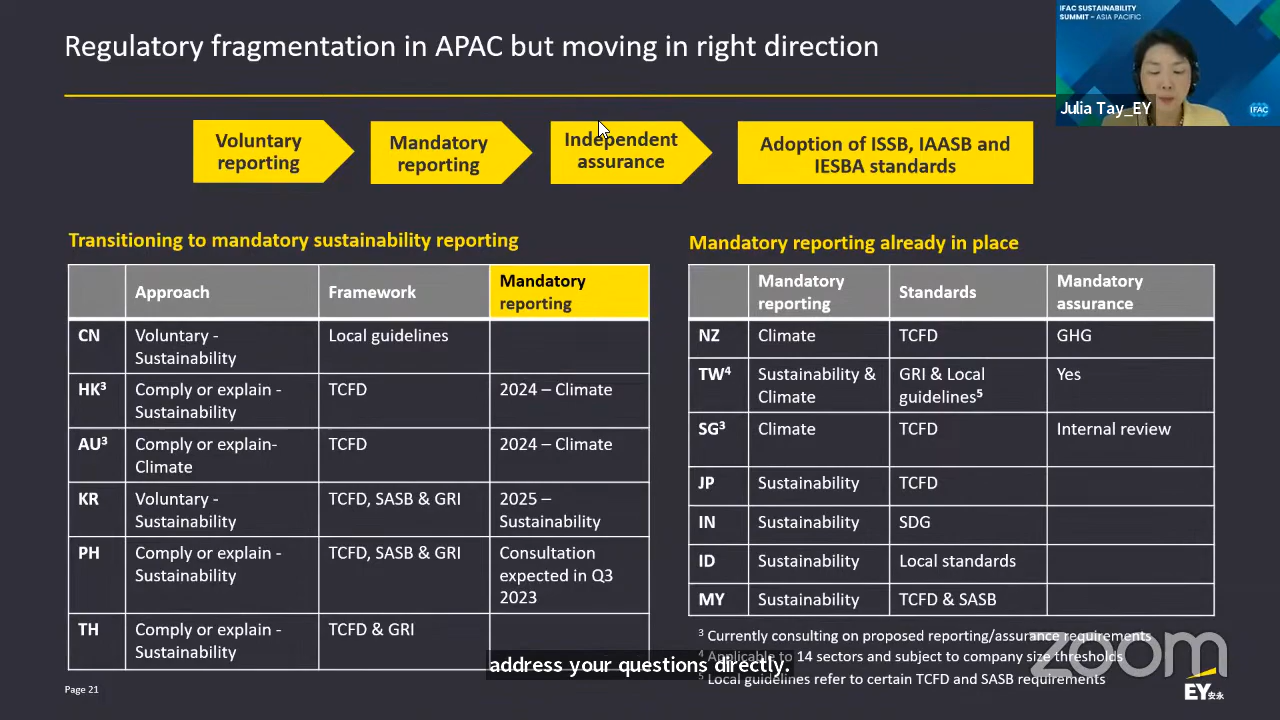 Regulatory fragmentation in APAC but moving in right direction
IFAC SUSTAINABILITY
SUMMIT - ASIA PACIFIC
Julia Tay_EY
IFAC
Voluntary
reporting
Mandatory
reporting
Independent
assurance
Adoption of ISSB, IAASB and
IESBA standards
Transitioning to mandatory sustainability reporting
Approach
Framework
Mandatory
reporting
CN
Voluntary -
Sustainability
Local guidelines
HK³
Comply or explain -
Sustainability
TCFD
2024 – Climate
AU³
Comply or explain-
Climate
TCFD
2024 – Climate
KR
Voluntary -
Sustainability
TCFD, SASB & GRI
2025 –
Sustainability
PH
Comply or explain -
Sustainability
TCFD, SASB & GRI
Consultation
expected in Q3
2023
TH
Comply or explain -
Sustainability
TCFD & GRI
Mandatory reporting already in place
Mandatory
reporting
Standards
Mandatory
assurance
NZ
Climate
TCFD
GHG
TW⁴
Sustainability &
Climate
GRI & Local
guidelines⁵
Yes
SG³
Climate
TCFD
Internal review
JP
Sustainability
TCFD
IN
Sustainability
SDG
ID
Sustainability
Local standards
MY
Sustainability
TCFD & SASB
³ Currently consulting on proposed reporting/assurance requirements
⁴ Applicable to 14 sectors and subject to company size thresholds
⁵ Local guidelines refer to certain TCFD and SASB requirements
address your questions directly.
zoom
Page 21
EY安永